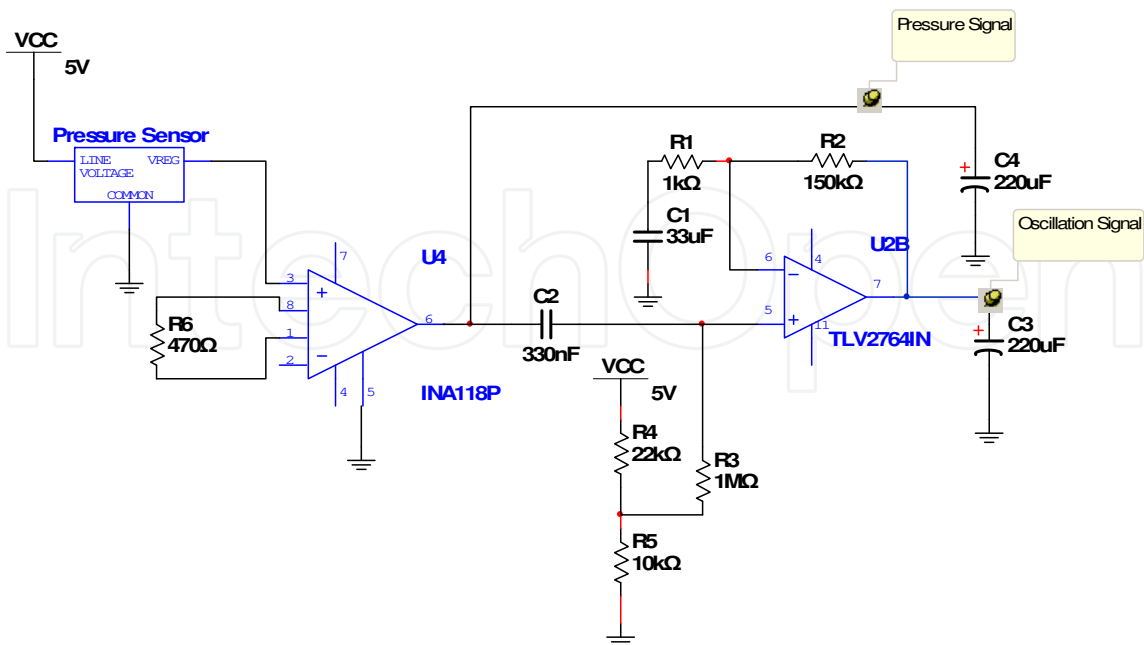 Pressure Signal
VCC
5V
Pressure Sensor
LINE
VOLTAGE
VREG
COMMON
R1
1kΩ
R2
150kΩ
C4
220uF
+
C1
33uF
Oscillation Signal
U4
7
3
+
8
1
−
2
6
4
5
INA118P
R6
470Ω
C2
330nF
U2B
4
6
−
5
+
7
11
TLV2764IN
+
C3
220uF
VCC
5V
R4
22kΩ
R3
1MΩ
R5
10kΩ
IntechOpen